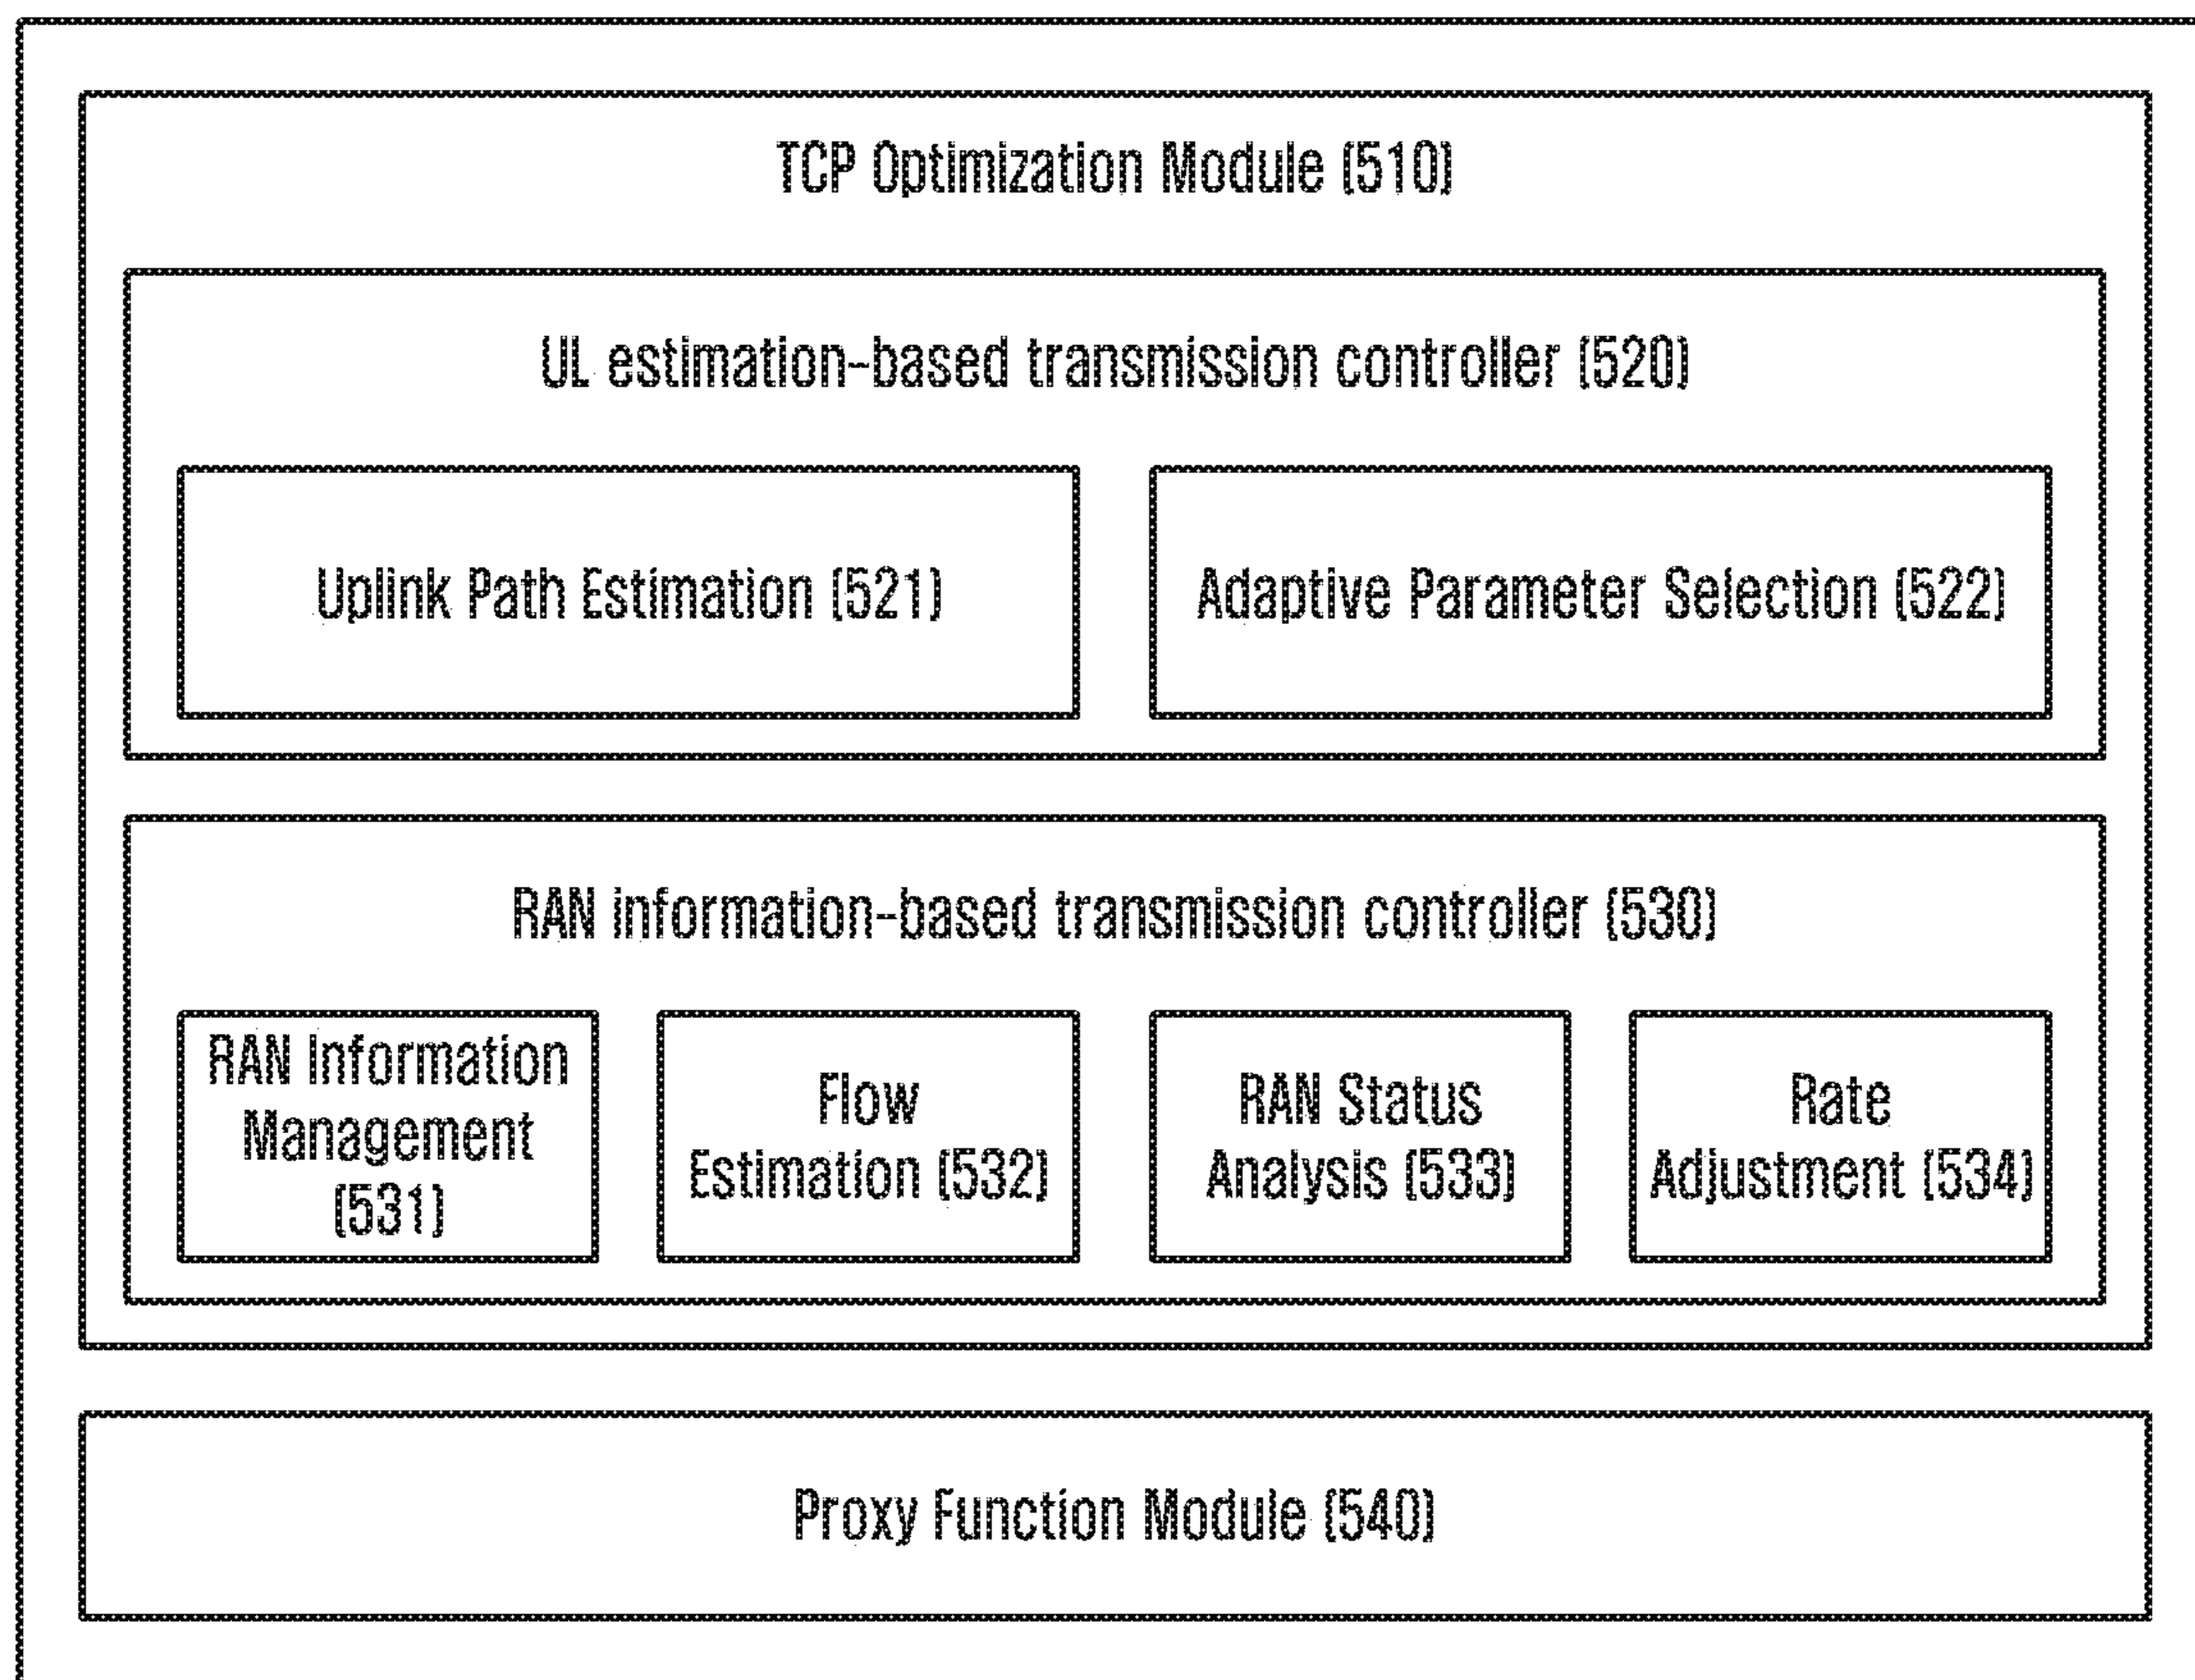 TCP Optimization Module (510)
UL estimation-based transmission controller (520)
Uplink Path Estimation (521)
Adaptive Parameter Selection (522)
RAN information-based transmission controller (530)
RAN Information
Management
(531)
Flow
Estimation (532)
RAN Status
Analysis (533)
Rate
Adjustment (534)
Proxy Function Module (540)